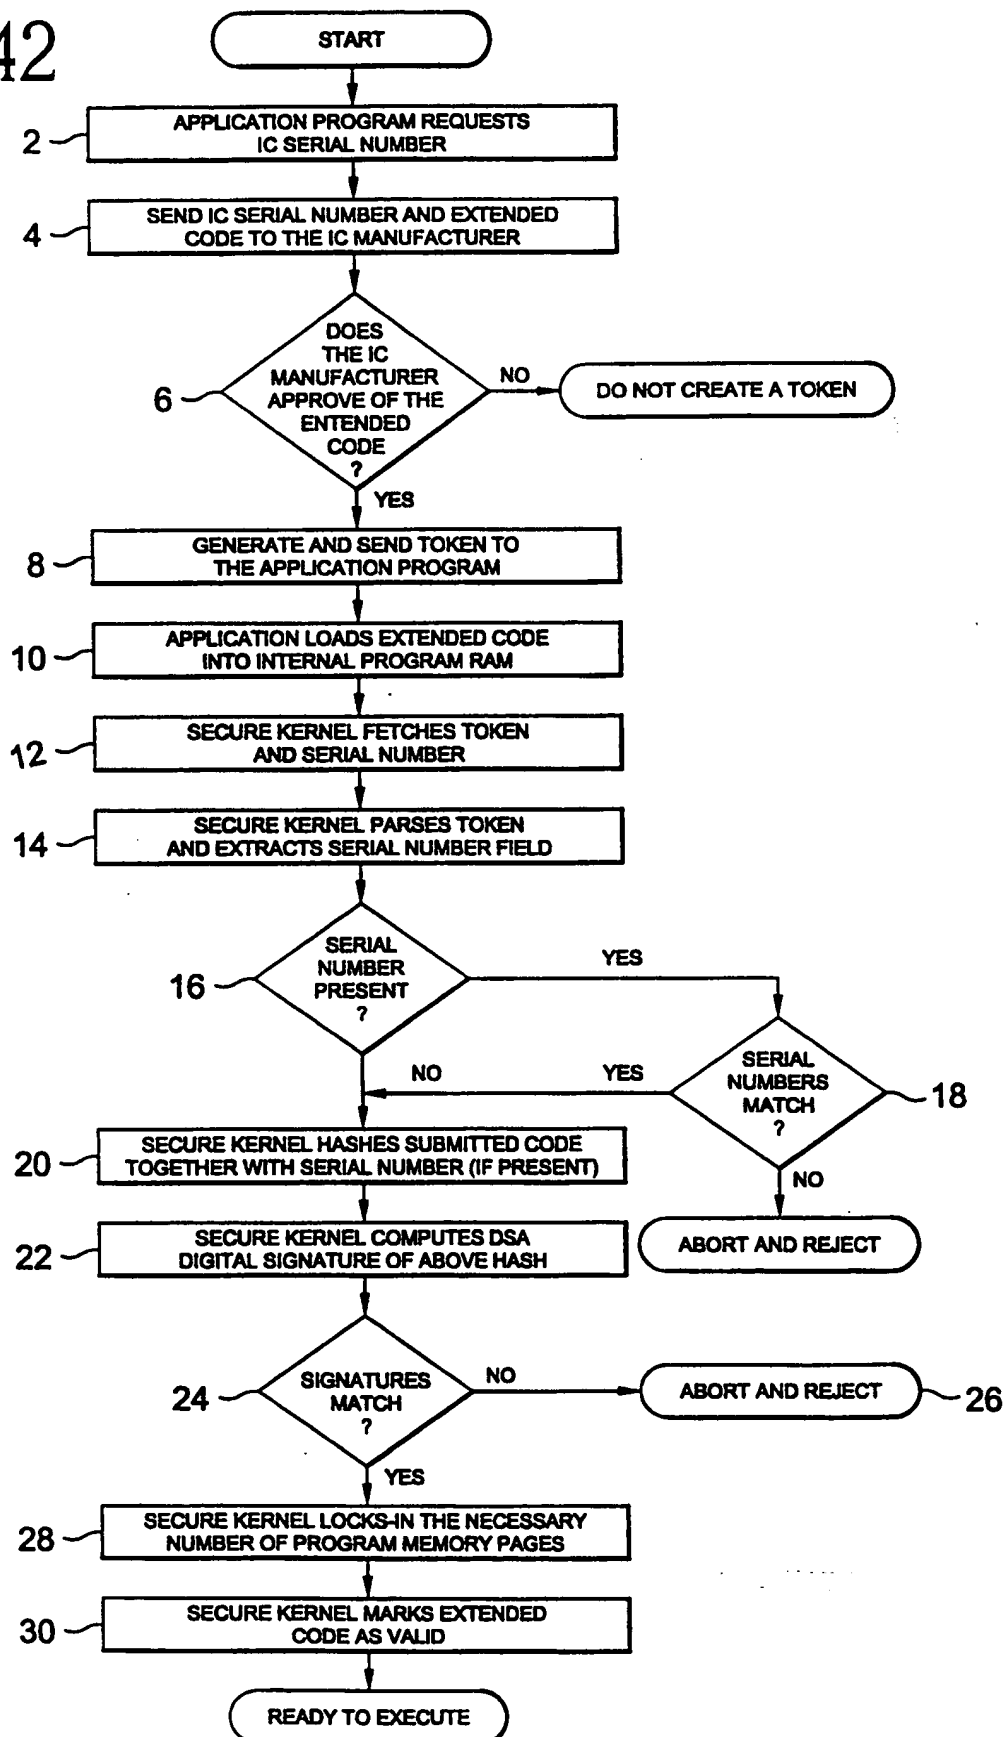 42
START
2
APPLICATION PROGRAM REQUESTS
IC SERIAL NUMBER
4
SEND IC SERIAL NUMBER AND EXTENDED
CODE TO THE IC MANUFACTURER
6
DOES
THE IC
MANUFACTURER
APPROVE OF THE
ENTENDED
CODE
?
NO
DO NOT CREATE A TOKEN
YES
8
GENERATE AND SEND TOKEN TO
THE APPLICATION PROGRAM
10
APPLICATION LOADS EXTENDED CODE
INTO INTERNAL PROGRAM RAM
12
SECURE KERNEL FETCHES TOKEN
AND SERIAL NUMBER
14
SECURE KERNEL PARSES TOKEN
AND EXTRACTS SERIAL NUMBER FIELD
16
SERIAL
NUMBER
PRESENT
?
YES
NO
YES
SERIAL
NUMBERS
MATCH
?
18
NO
ABORT AND REJECT
20
SECURE KERNEL HASHES SUBMITTED CODE
TOGETHER WITH SERIAL NUMBER (IF PRESENT)
22
SECURE KERNEL COMPUTES DSA
DIGITAL SIGNATURE OF ABOVE HASH
24
SIGNATURES
MATCH
?
NO
ABORT AND REJECT
26
YES
28
SECURE KERNEL LOCKS-IN THE NECESSARY
NUMBER OF PROGRAM MEMORY PAGES
30
SECURE KERNEL MARKS EXTENDED
CODE AS VALID
READY TO EXECUTE